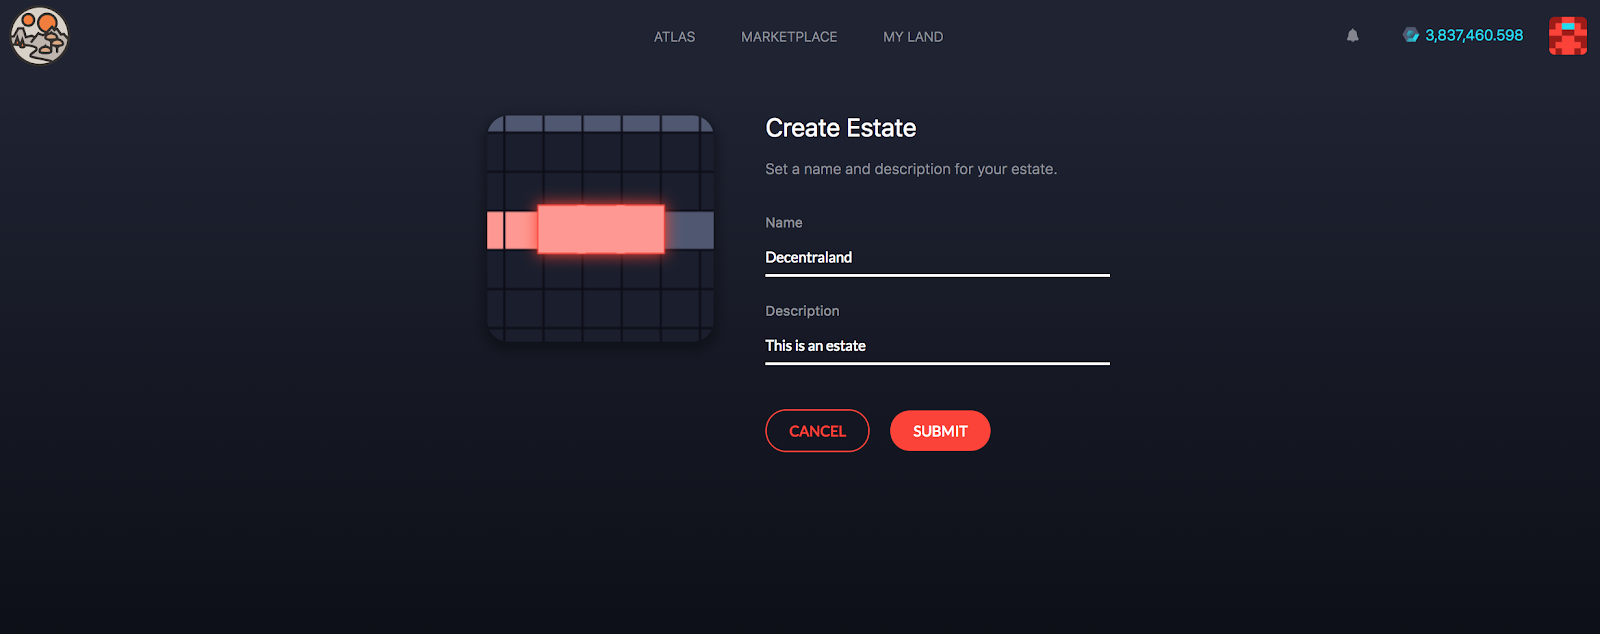 ATLAS MARKETPLACE MY LAND 3,837,460.598
Create Estate
Set a name and description for your estate.
Name
Decentraland
Description
This is an estate
CANCEL SUBMIT